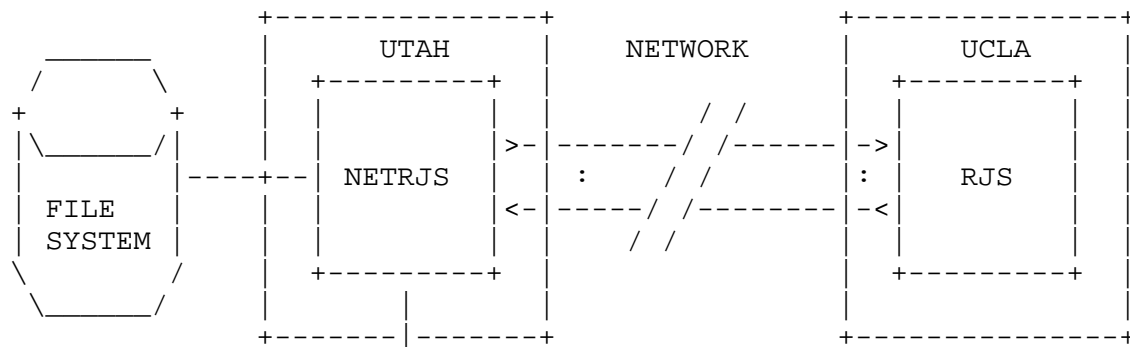 UTAH NETWORK UCLA
NETRJS : : RJS
FILE
SYSTEM